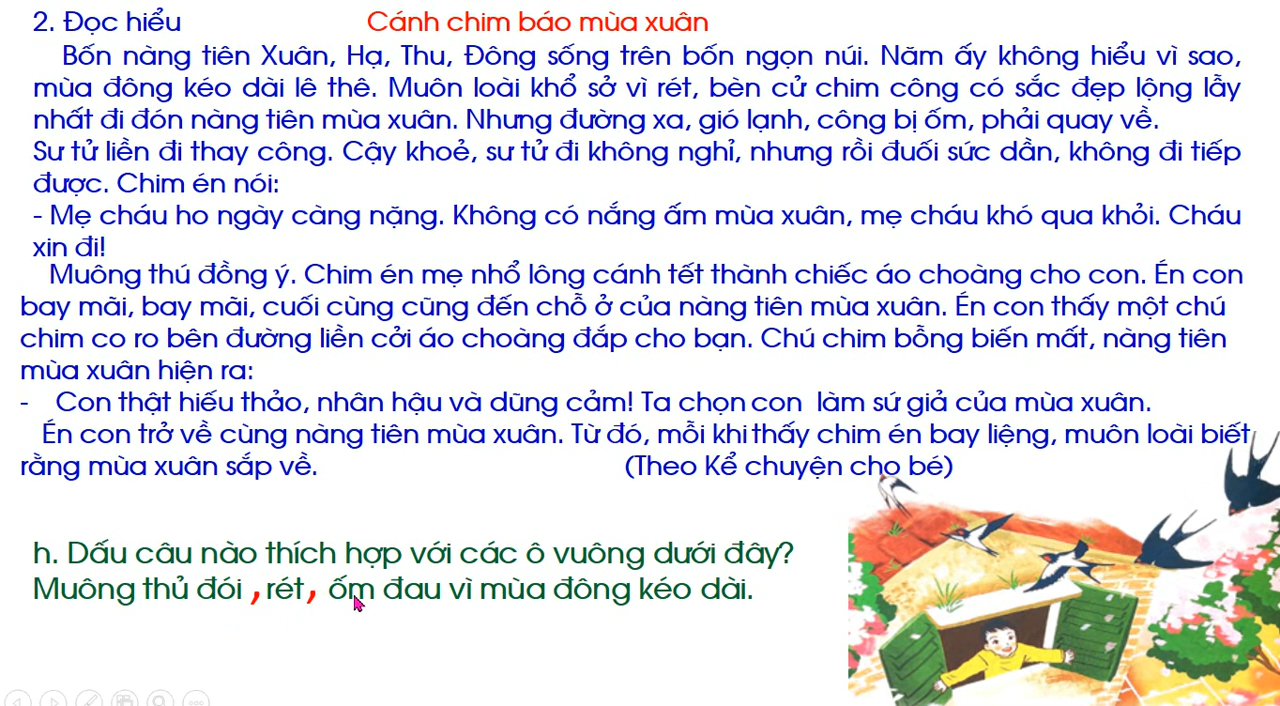 2. Đọc hiểu Cánh chim báo mùa xuân
Bốn nàng tiên Xuân, Hạ, Thu, Đông sống trên bốn ngọn núi. Năm ấy không hiểu vì sao,
mùa đông kéo dài lê thê. Muôn loài khổ sở vì rét, bèn cử chim công có sắc đẹp lộng lẫy
nhất đi đón nàng tiên mùa xuân. Nhưng đường xa, gió lạnh, công bị ốm, phải quay về.
Sư tử liền đi thay công. Cậy khoẻ, sư tử đi không nghỉ, nhưng rồi đuối sức dần, không đi tiếp
được. Chim én nói:
- Mẹ cháu ho ngày càng nặng. Không có nắng ấm mùa xuân, mẹ cháu khó qua khỏi. Cháu
xin đi!
Muông thú đồng ý. Chim én mẹ nhổ lông cánh tết thành chiếc áo choàng cho con. Én con
bay mãi, bay mãi, cuối cùng cũng đến chỗ ở của nàng tiên mùa xuân. Én con thấy một chú
chim co ro bên đường liền cởi áo choàng đắp cho bạn. Chú chim bỗng biến mất, nàng tiên
mùa xuân hiện ra:
- Con thật hiếu thảo, nhân hậu và dũng cảm! Ta chọn con làm sứ giả của mùa xuân.
Én con trở về cùng nàng tiên mùa xuân. Từ đó, mỗi khi thấy chim én bay liệng, muôn loài biết
rằng mùa xuân sắp về. (Theo Kể chuyện cho bé)
h. Dấu câu nào thích hợp với các ô vuông dưới đây?
Muông thủ đói , rét, ốm đau vì mùa đông kéo dài.